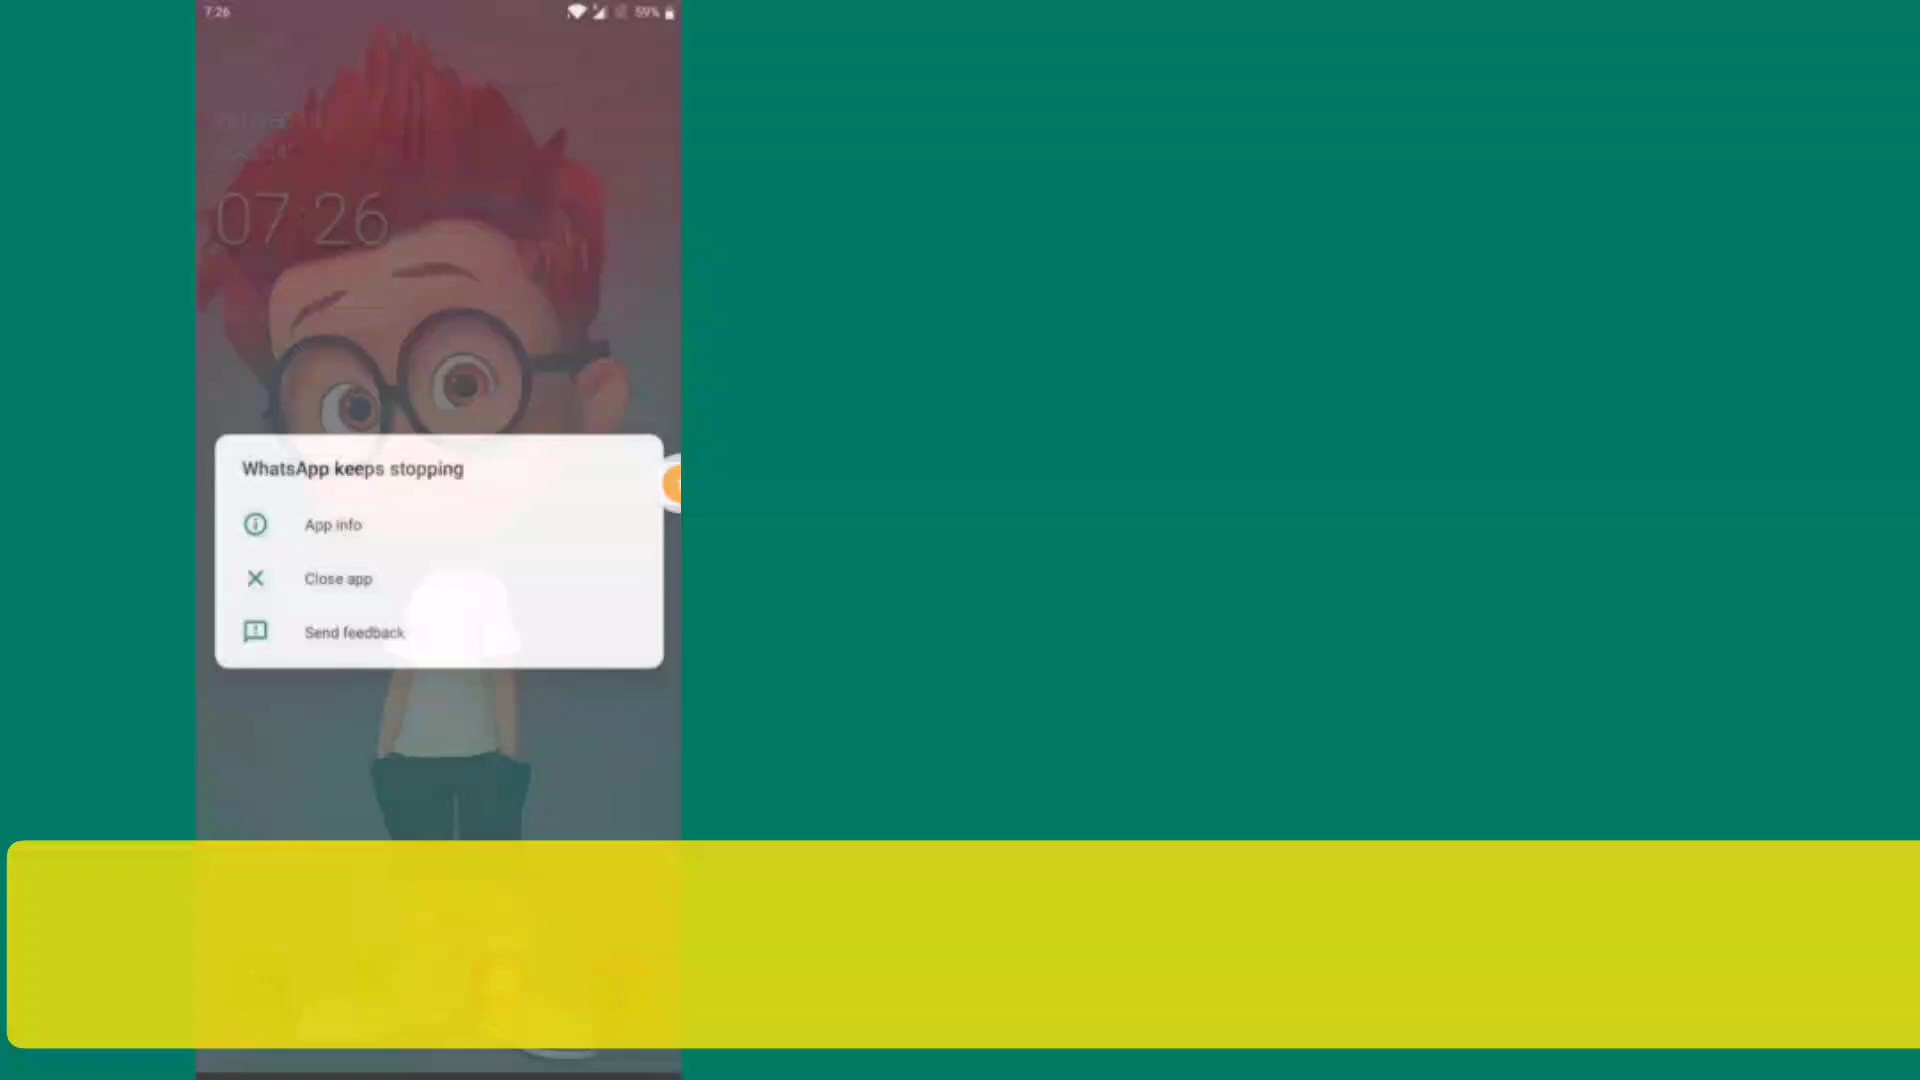 7:26
59%
07:26
WhatsApp keeps stopping
App info
Close app
Send feedback